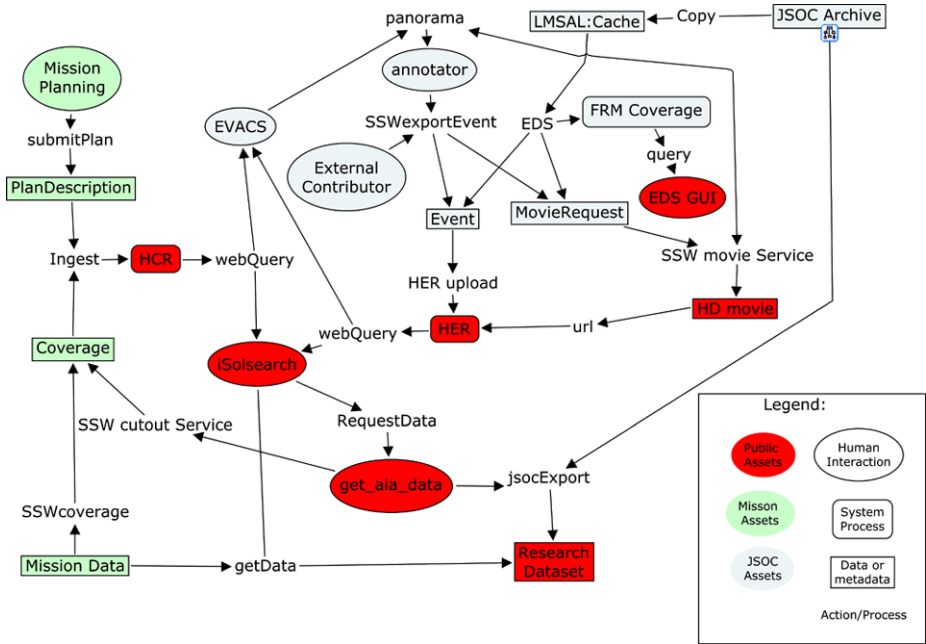 panorama
LMSAL:Cache
Copy
JSOC Archive
Mission
Planning
annotator
submitPlan
EVACS
SSWexportEvent
EDS
FRM Coverage
query
External
Contributor
PlanDescription
EDS GUI
Event
MovieRequest
Ingest
HCR
webQuery
SSW movie Service
HER upload
HD movie
url
HER
webQuery
Coverage
iSolsearch
SSW cutout Service
RequestData
get_aia_data
jsocExport
SSWcoverage
Mission Data
getData
Research
Dataset
Legend:
Public
Assets
Human
Interaction
Misson
Assets
System
Process
JSOC
Assets
Data or
metadata
Action/Process